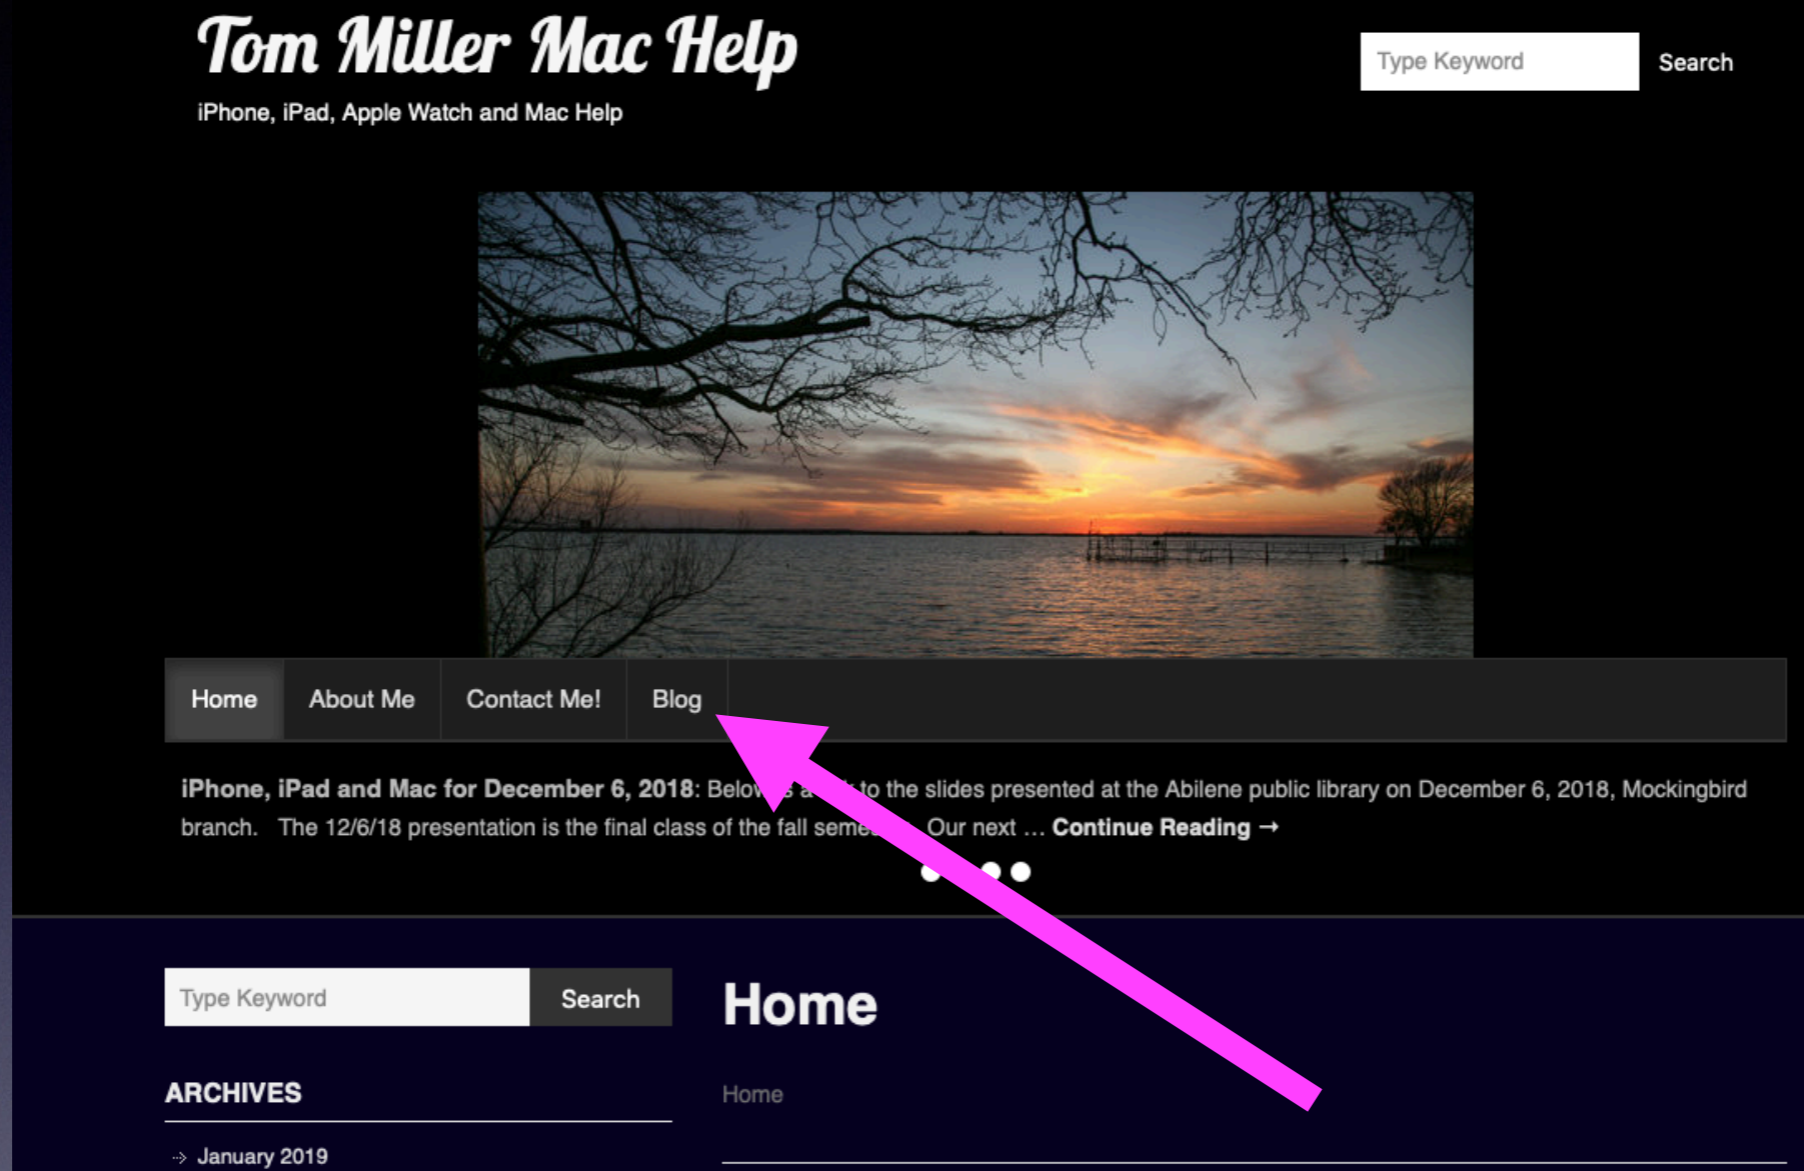 Tom Miller Mac Help
iPhone, iPad, Apple Watch and Mac Help
Type Keyword Search
Home About Me Contact Me! Blog
iPhone, iPad and Mac for December 6, 2018: to the slides presented at the Abilene public library on December 6, 2018, Mockingbird
branch. The 12/6/18 presentation is the final class of the fall Our next ... Continue Reading →
Type Keyword Search
Home
ARCHIVES
Home
January 2019